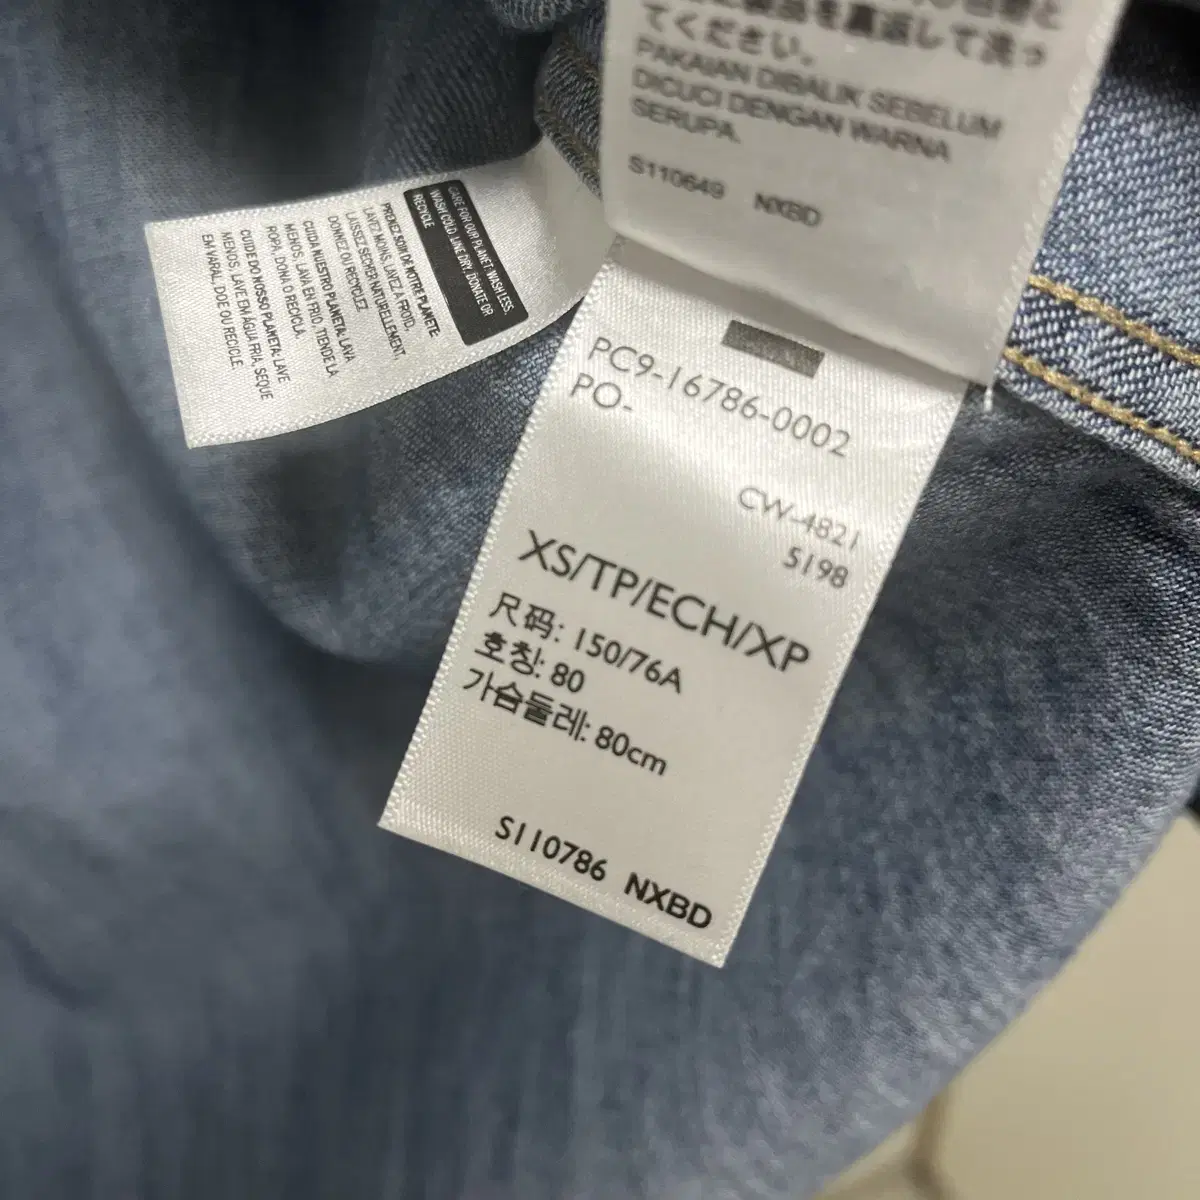 てください。
PAKAIAN DIBALIK SEBELUM
DICUCI DENGAN WARNA
SERUPA.
S110649 NXBD
CARE FOR OUR PLANET: WASH LESS,
WASH COLD, LINE DRY, DONATE OR
RECYCLE
PRENEZ SOIN DE NOTRE PLANÈTE:
LAVEZ MOINS, LAVEZ À FROID,
LAISSEZ SÉCHER NATURELLEMENT,
DONNEZ OU RECYCLEZ
CUIDA NUESTRO PLANETA: LAVA
MENOS, LAVA EN FRÍO, TIENDE LA
ROPA, DONA O RECICLA.
CUIDE DO NOSSO PLANETA: LAVE
MENOS, LAVE EM ÁGUA FRIA, SEQUE
EM VARAL, DOE OU RECICLE.
PC9-16786-0002
PO-
CW-4821
5198
XS/TP/ECH/XP
尺码: 150/76A
호칭: 80
가슴둘레: 80cm
S110786 NXBD